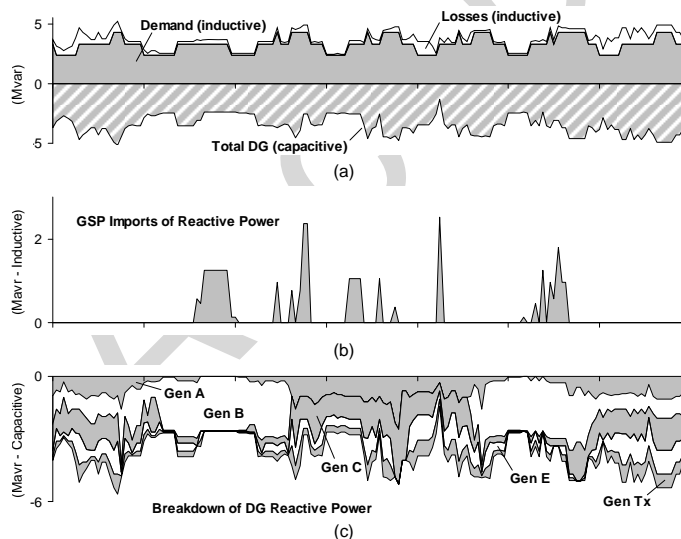 5
Demand (inductive)
Losses (inductive)
(Mvar)
0
Total DG (capacitive)
5
(a)
GSP Imports of Reactive Power
2
(Mavr - Inductive)
0
(b)
0
Gen A
Gen B
(Mavr - Capacitive)
Gen C
Gen E
Gen Tx
-6
Breakdown of DG Reactive Power
(c)